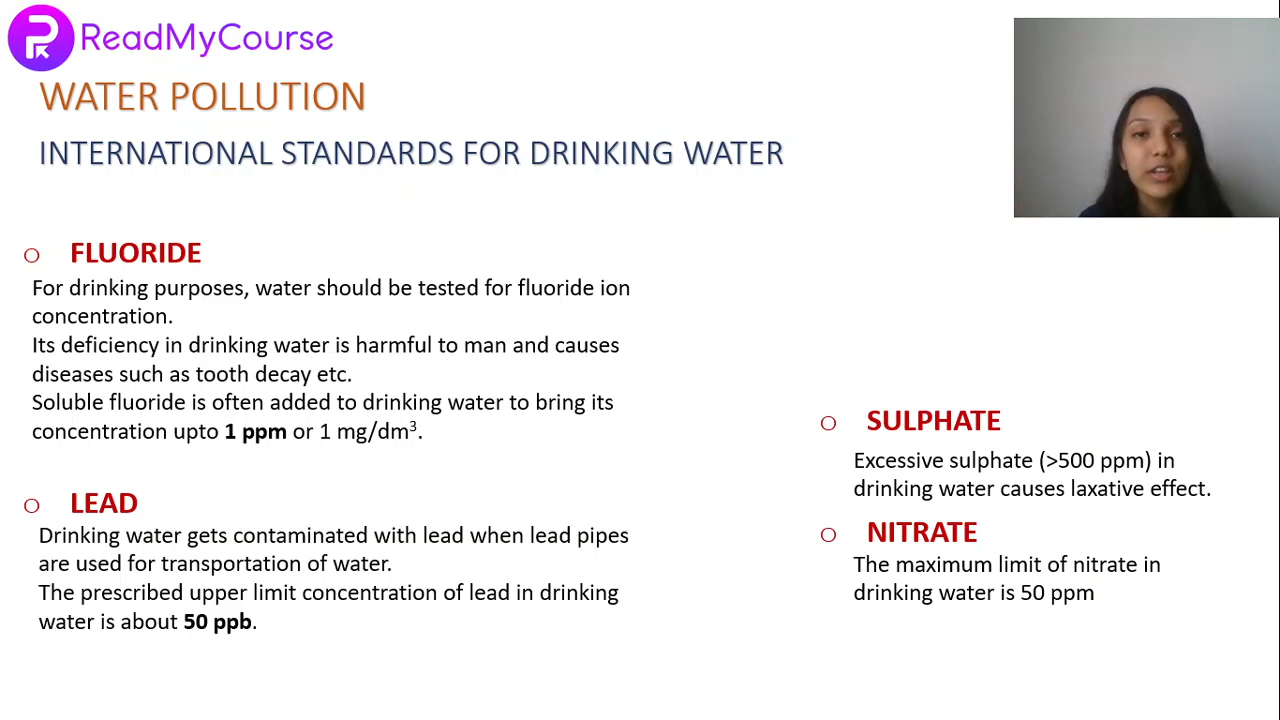 ReadMyCourse
WATER POLLUTION
INTERNATIONAL STANDARDS FOR DRINKING WATER
o FLUORIDE
For drinking purposes, water should be tested for fluoride ion
concentration.
Its deficiency in drinking water is harmful to man and causes
diseases such as tooth decay etc.
Soluble fluoride is often added to drinking water to bring its
concentration upto 1 ppm or 1 mg/dm³.
o LEAD
Drinking water gets contaminated with lead when lead pipes
are used for transportation of water.
The prescribed upper limit concentration of lead in drinking
water is about 50 ppb.
o SULPHATE
Excessive sulphate (>500 ppm) in
drinking water causes laxative effect.
o NITRATE
The maximum limit of nitrate in
drinking water is 50 ppm